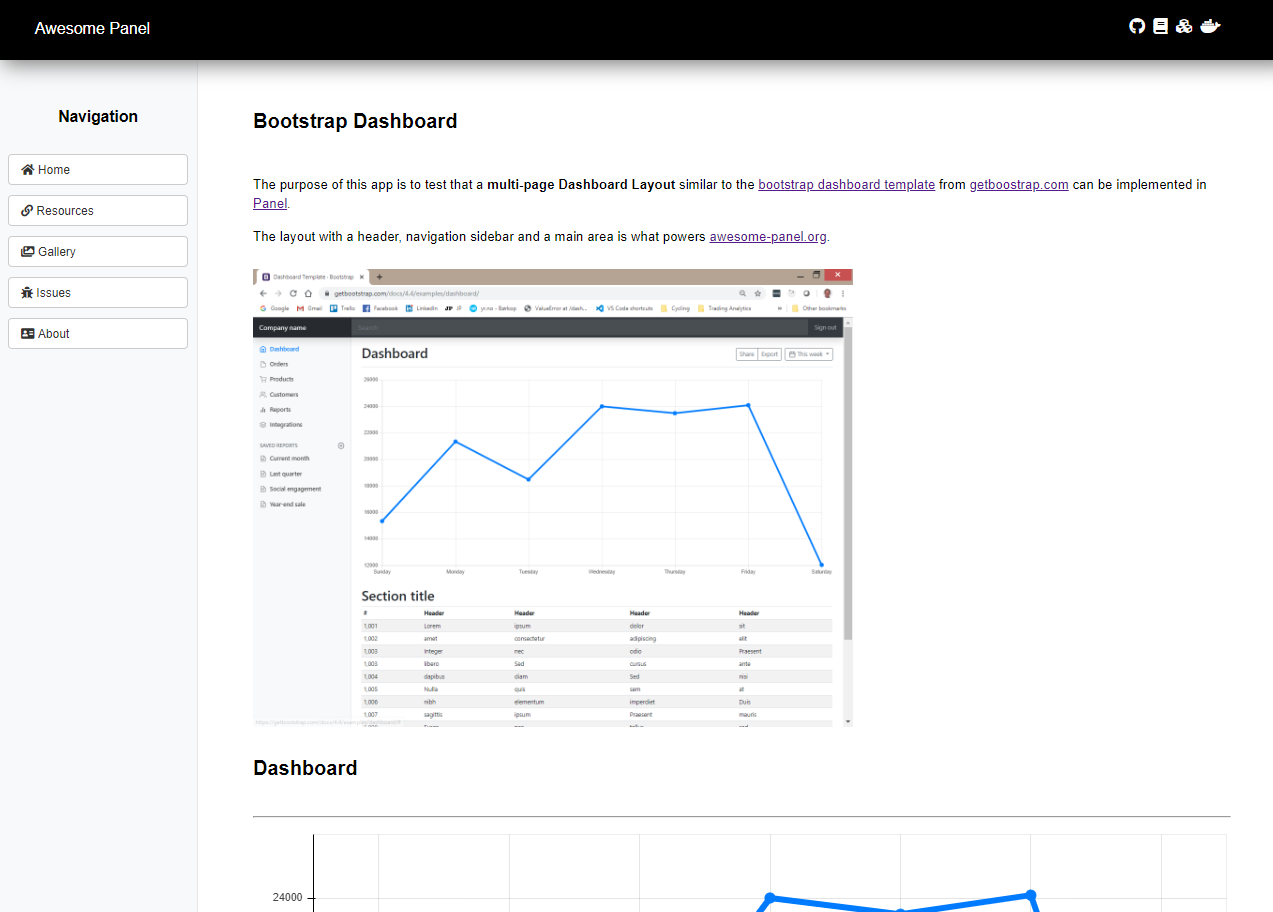 Awesome Panel
Navigation
Home
Resources
Gallery
Issues
About
Bootstrap Dashboard
The purpose of this app is to test that a multi-page Dashboard Layout similar to the bootstrap dashboard template from getboostrap.com can be implemented in
Panel.
The layout with a header, navigation sidebar and a main area is what powers awesome-panel.org.
Dashboard Template · Bootstrap
getbootstrap.com/docs/4.4/examples/dashboard/
Google Gmail Trello Facebook LinkedIn yr.no - Børkop ValueError at /dash... VS Code shortcuts Cycling Trading Analytics » Other bookmarks
Company name Search Sign out
Dashboard
Orders
Products
Customers
Reports
Integrations
SAVED REPORTS
Current month
Last quarter
Social engagement
Year-end sale
Dashboard
Share Export This week
26000
24000
22000
20000
18000
16000
14000
12000
Sunday Monday Tuesday Wednesday Thursday Friday Saturday
Section title
# Header Header Header Header
1,001 Lorem ipsum dolor sit
1,002 amet consectetur adipiscing elit
1,003 Integer nec odio Praesent
1,003 libero Sed cursus ante
1,004 dapibus diam Sed nisi
1,005 Nulla quis sem at
1,006 nibh elementum imperdiet Duis
1,007 sagittis ipsum Praesent mauris
Dashboard
24000